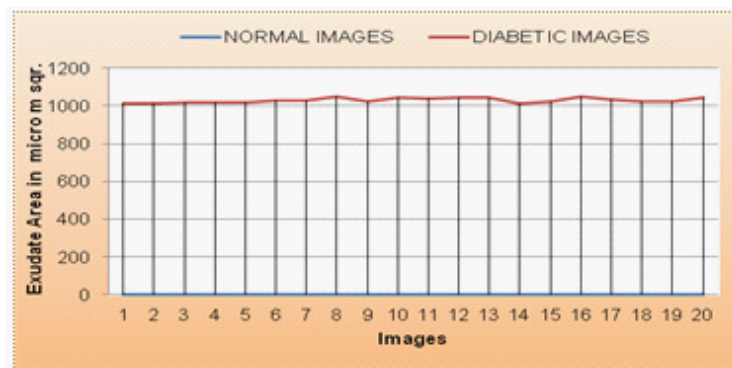 NORMAL IMAGES DIABETIC IMAGES
Exudate Area in micro m sqr.
1200
1000
800
600
400
200
0
1 2 3 4 5 6 7 8 9 10 11 12 13 14 15 16 17 18 19 20
Images